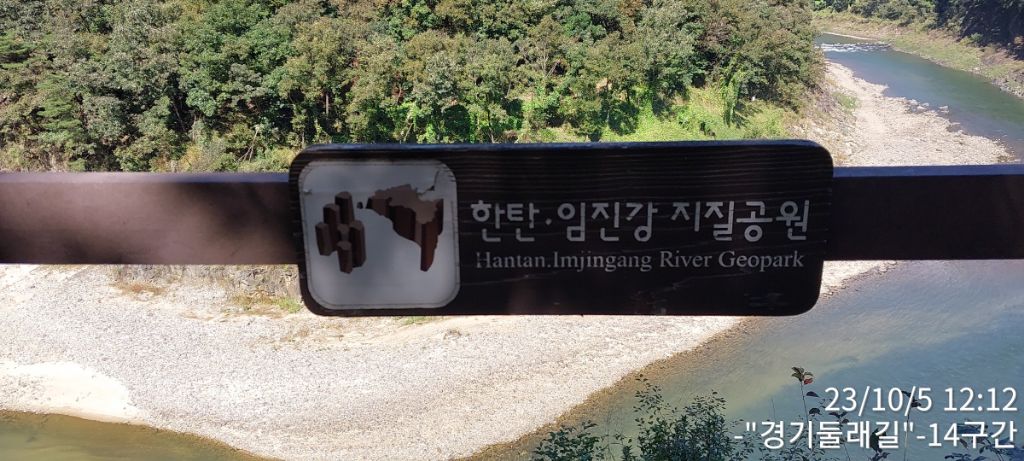 한탄·임진강 지질공원
Hantan.Imjingang River Geopark
23/10/5 12:12
-"경기둘래길"-14구간